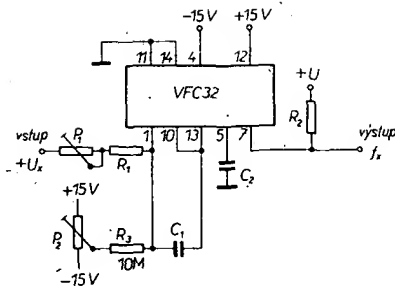 -15V +15V
11 14 4 12
VFC32
+U
1 10 13 5 7
R₂
vstup P₁
+Uₓ R₁
výstup
fₓ
C₂
+15V
P₂ R₃ C₁
10M
-15V